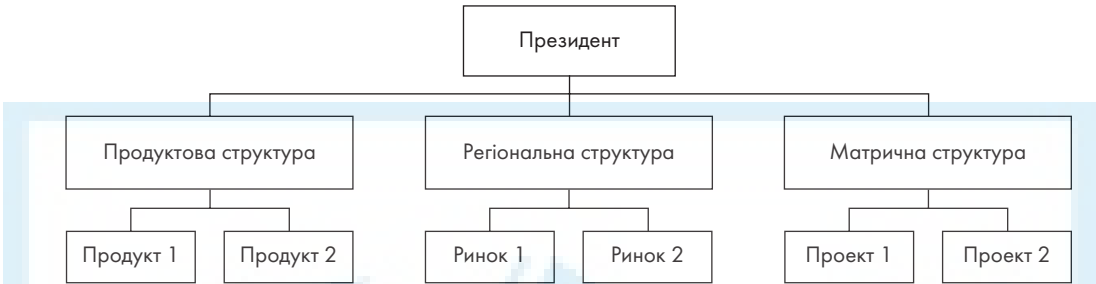 Президент
Продуктова структура
Регіональна структура
Матрична структура
Продукт 1
Продукт 2
Ринок 1
Ринок 2
Проект 1
Проект 2